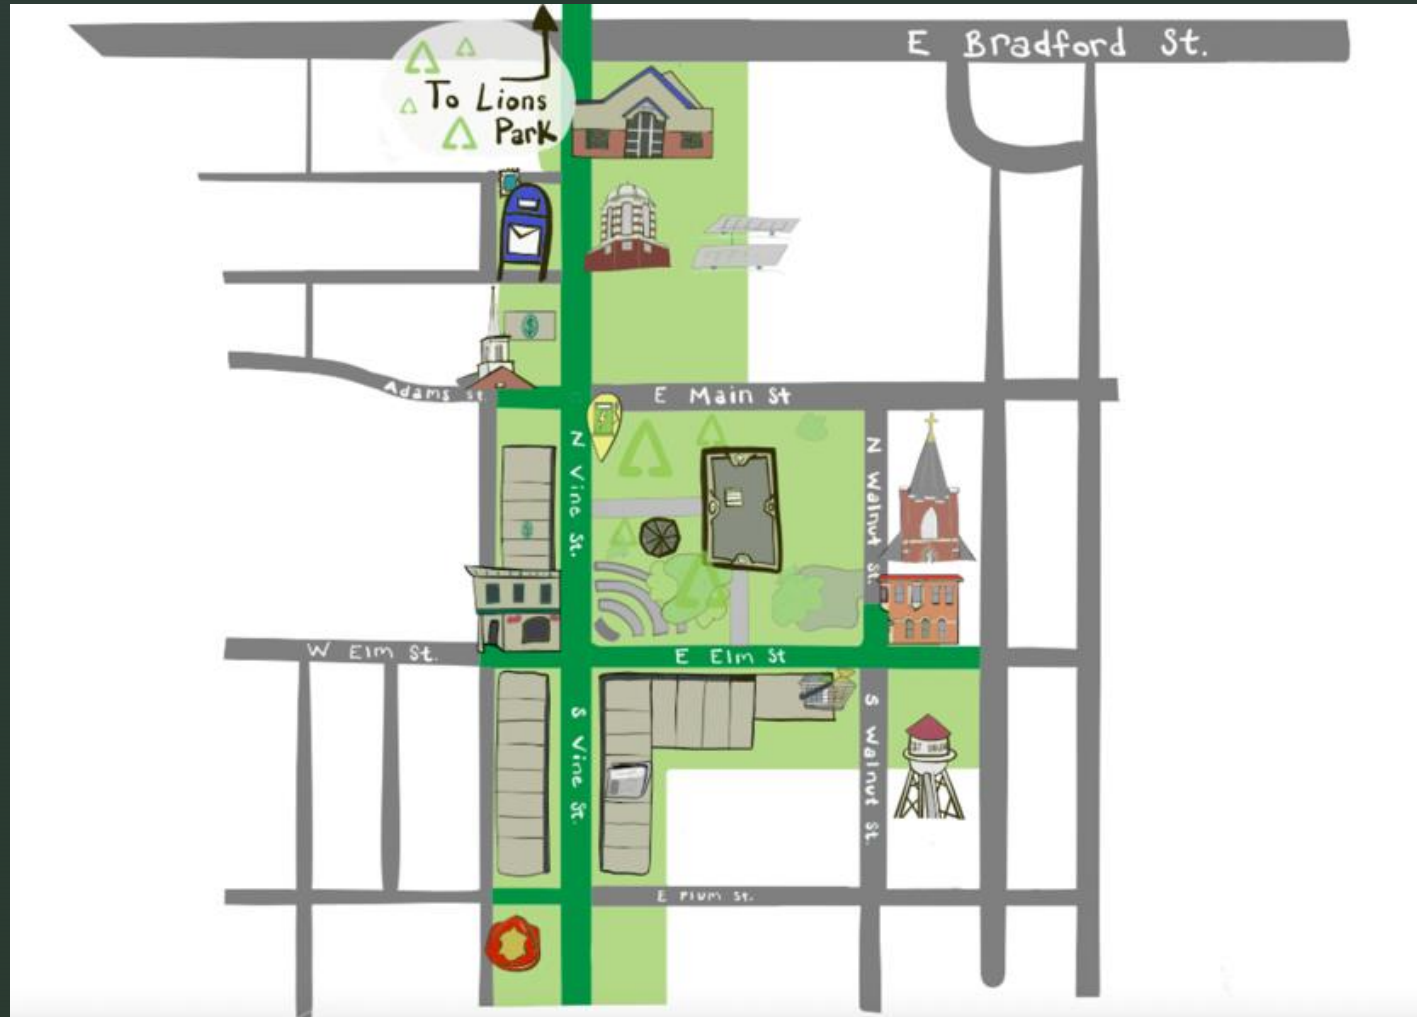 E Bradford St.
To Lions
Park
Adams St.
E Main St
N Vine St.
N Walnut St.
W Elm St.
E Elm St
S Vine St.
S Walnut St.
E Plum St.